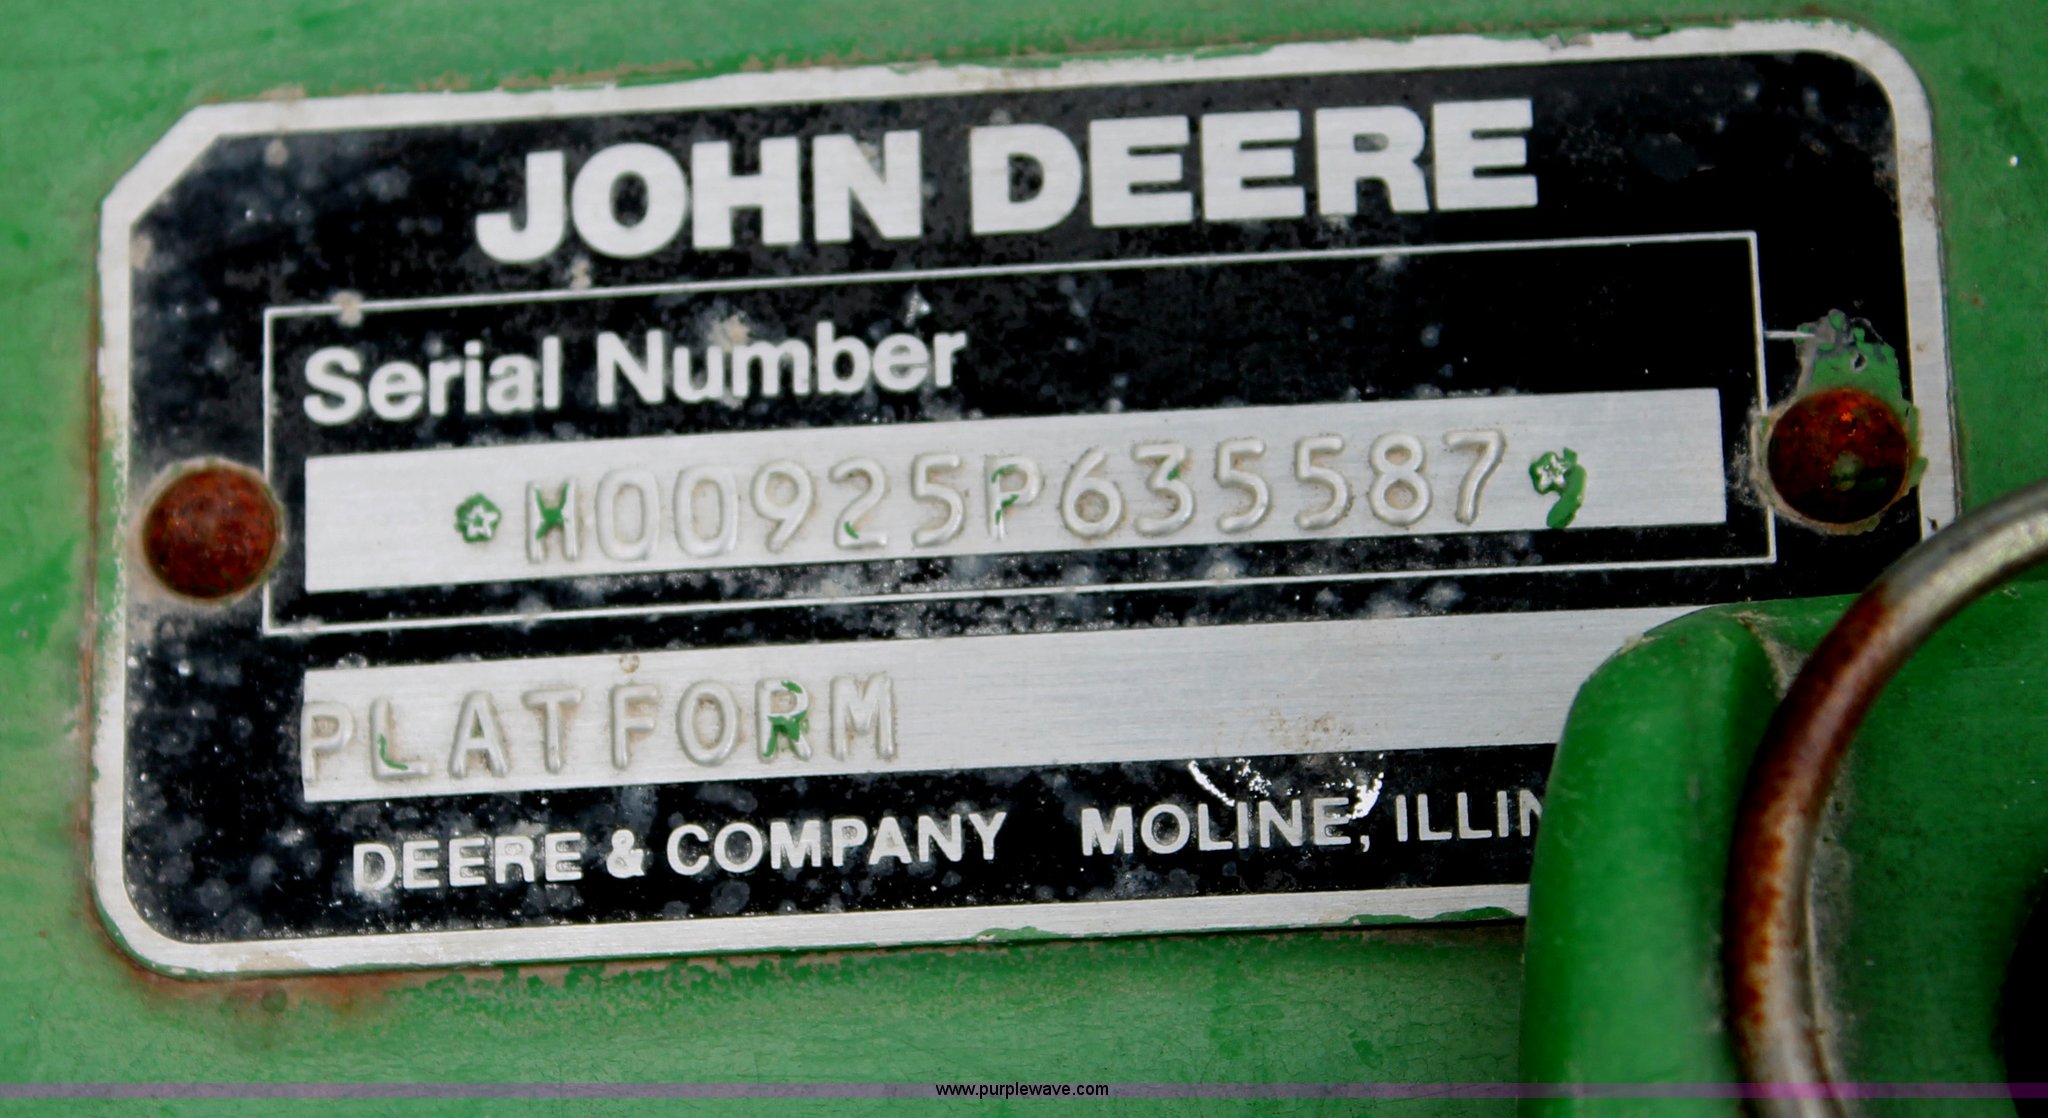 JOHN DEERE
Serial Number
*H00925P635587*
PLATFORM
DEERE & COMPANY MOLINE, ILLIN
www.purplewave.com